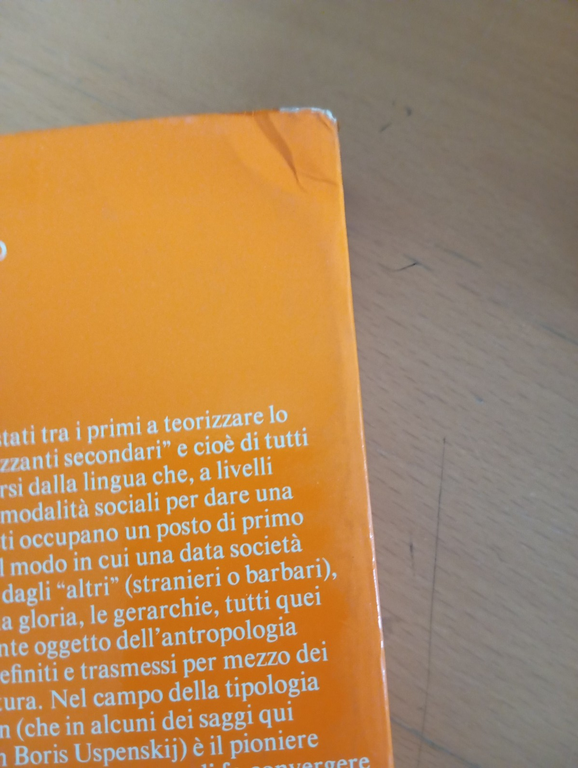 o
stati tra i primi a teorizzare lo
zzanti secondari” e cioè di tutti
rsi dalla lingua che, a livelli
modalità sociali per dare una
ti occupano un posto di primo
l modo in cui una data società
dagli “altri” (stranieri o barbari),
a gloria, le gerarchie, tutti quei
nte oggetto dell’antropologia
efiniti e trasmessi per mezzo dei
tura. Nel campo della tipologia
n (che in alcuni dei saggi qui
n Boris Uspenskij) è il pioniere
di far convergere